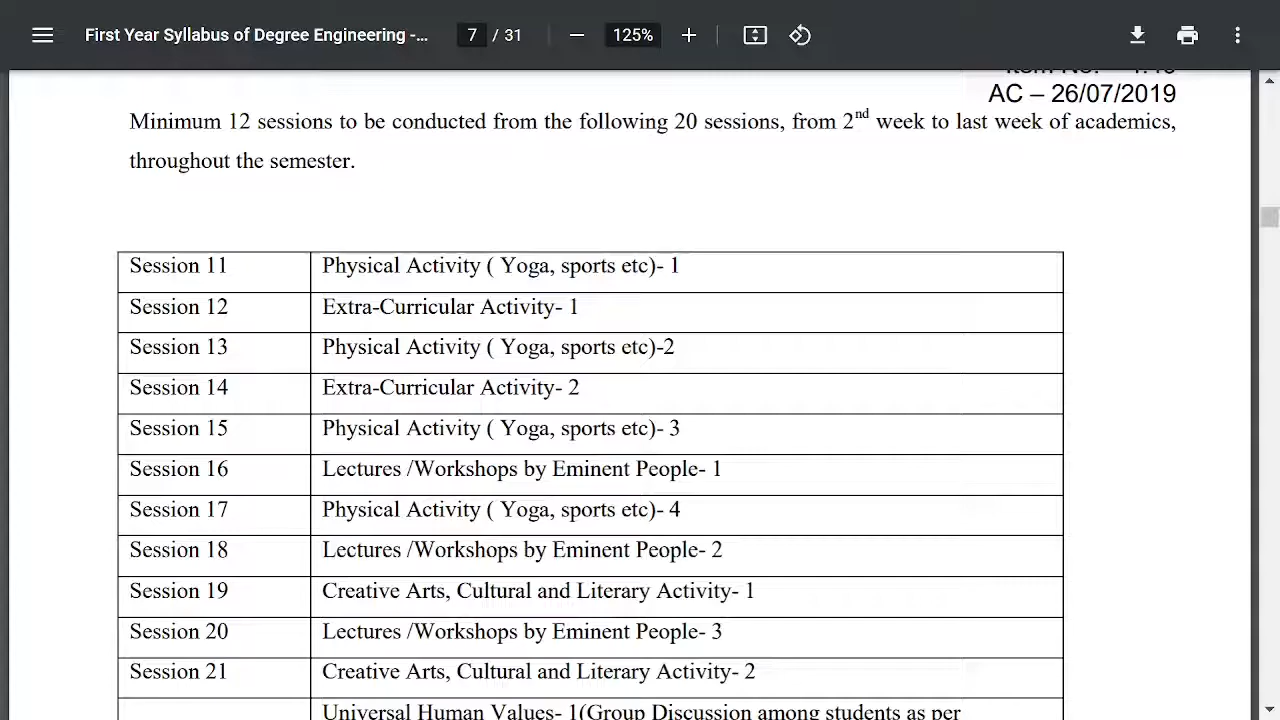 First Year Syllabus of Degree Engineering -...
7 / 31
125%
AC – 26/07/2019
Minimum 12 sessions to be conducted from the following 20 sessions, from 2nd week to last week of academics,
throughout the semester.
Session 11 Physical Activity ( Yoga, sports etc)- 1
Session 12 Extra-Curricular Activity- 1
Session 13 Physical Activity ( Yoga, sports etc)-2
Session 14 Extra-Curricular Activity- 2
Session 15 Physical Activity ( Yoga, sports etc)- 3
Session 16 Lectures /Workshops by Eminent People- 1
Session 17 Physical Activity ( Yoga, sports etc)- 4
Session 18 Lectures /Workshops by Eminent People- 2
Session 19 Creative Arts, Cultural and Literary Activity- 1
Session 20 Lectures /Workshops by Eminent People- 3
Session 21 Creative Arts, Cultural and Literary Activity- 2
Universal Human Values- 1(Group Discussion among students as per